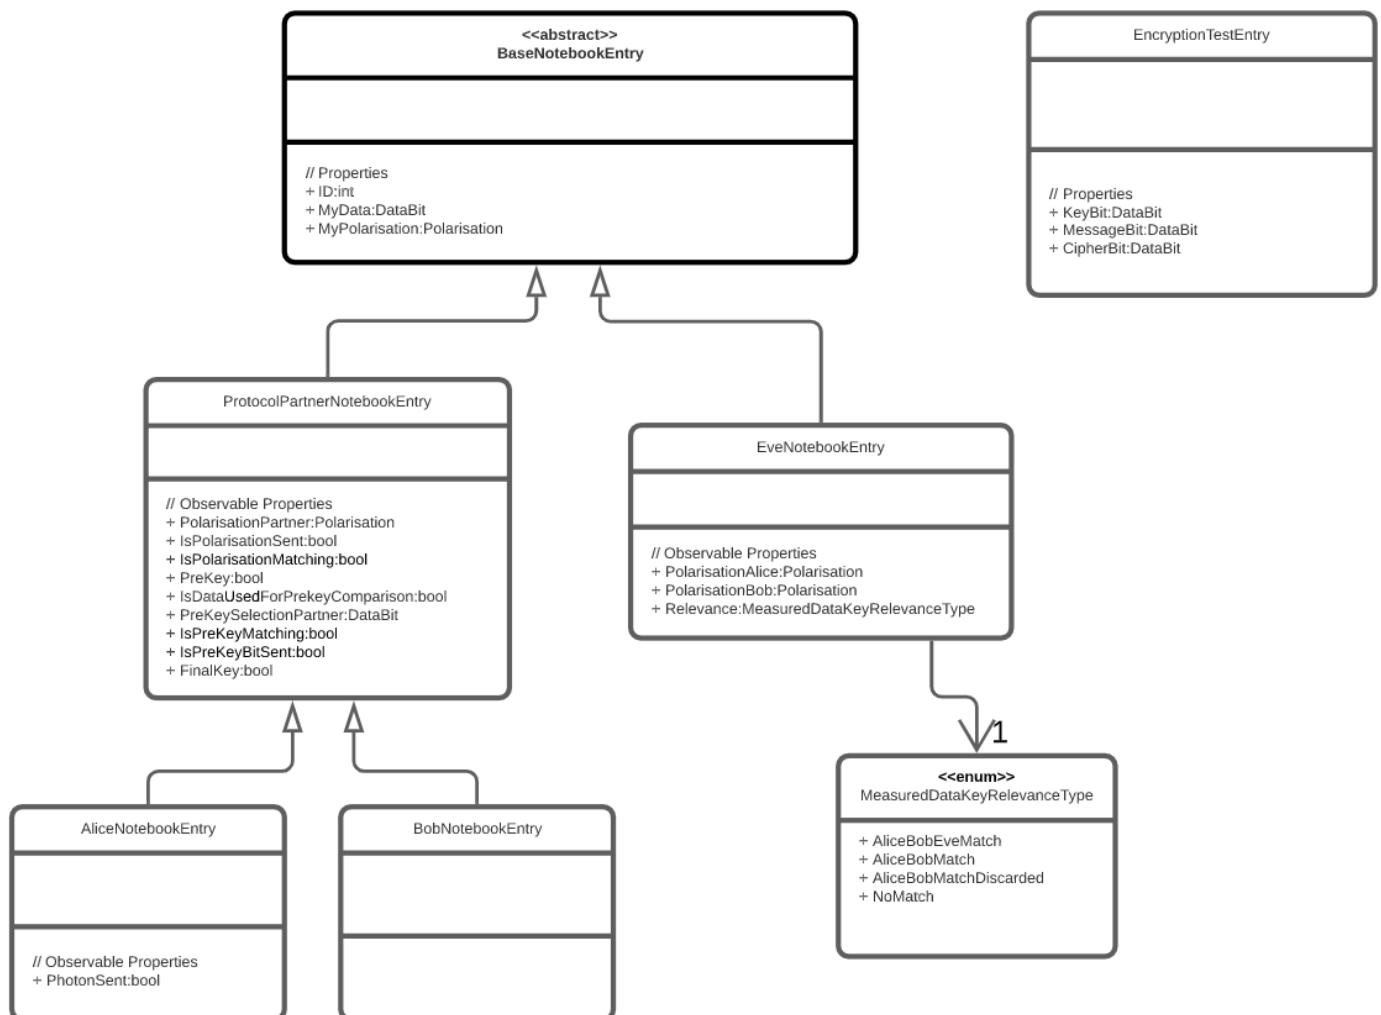 <<abstract>>
BaseNotebookEntry
// Properties
+ ID:int
+ MyData:DataBit
+ MyPolarisation:Polarisation
EncryptionTestEntry
// Properties
+ KeyBit:DataBit
+ MessageBit:DataBit
+ CipherBit:DataBit
ProtocolPartnerNotebookEntry
// Observable Properties
+ PolarisationPartner:Polarisation
+ IsPolarisationSent:bool
+ IsPolarisationMatching:bool
+ PreKey:bool
+ IsDataUsedForPrekeyComparison:bool
+ PreKeySelectionPartner:DataBit
+ IsPreKeyMatching:bool
+ IsPreKeyBitSent:bool
+ FinalKey:bool
EveNotebookEntry
// Observable Properties
+ PolarisationAlice:Polarisation
+ PolarisationBob:Polarisation
+ Relevance:MeasuredDataKeyRelevanceType
1
<<enum>>
MeasuredDataKeyRelevanceType
+ AliceBobEveMatch
+ AliceBobMatch
+ AliceBobMatchDiscarded
+ NoMatch
AliceNotebookEntry
// Observable Properties
+ PhotonSent:bool
BobNotebookEntry